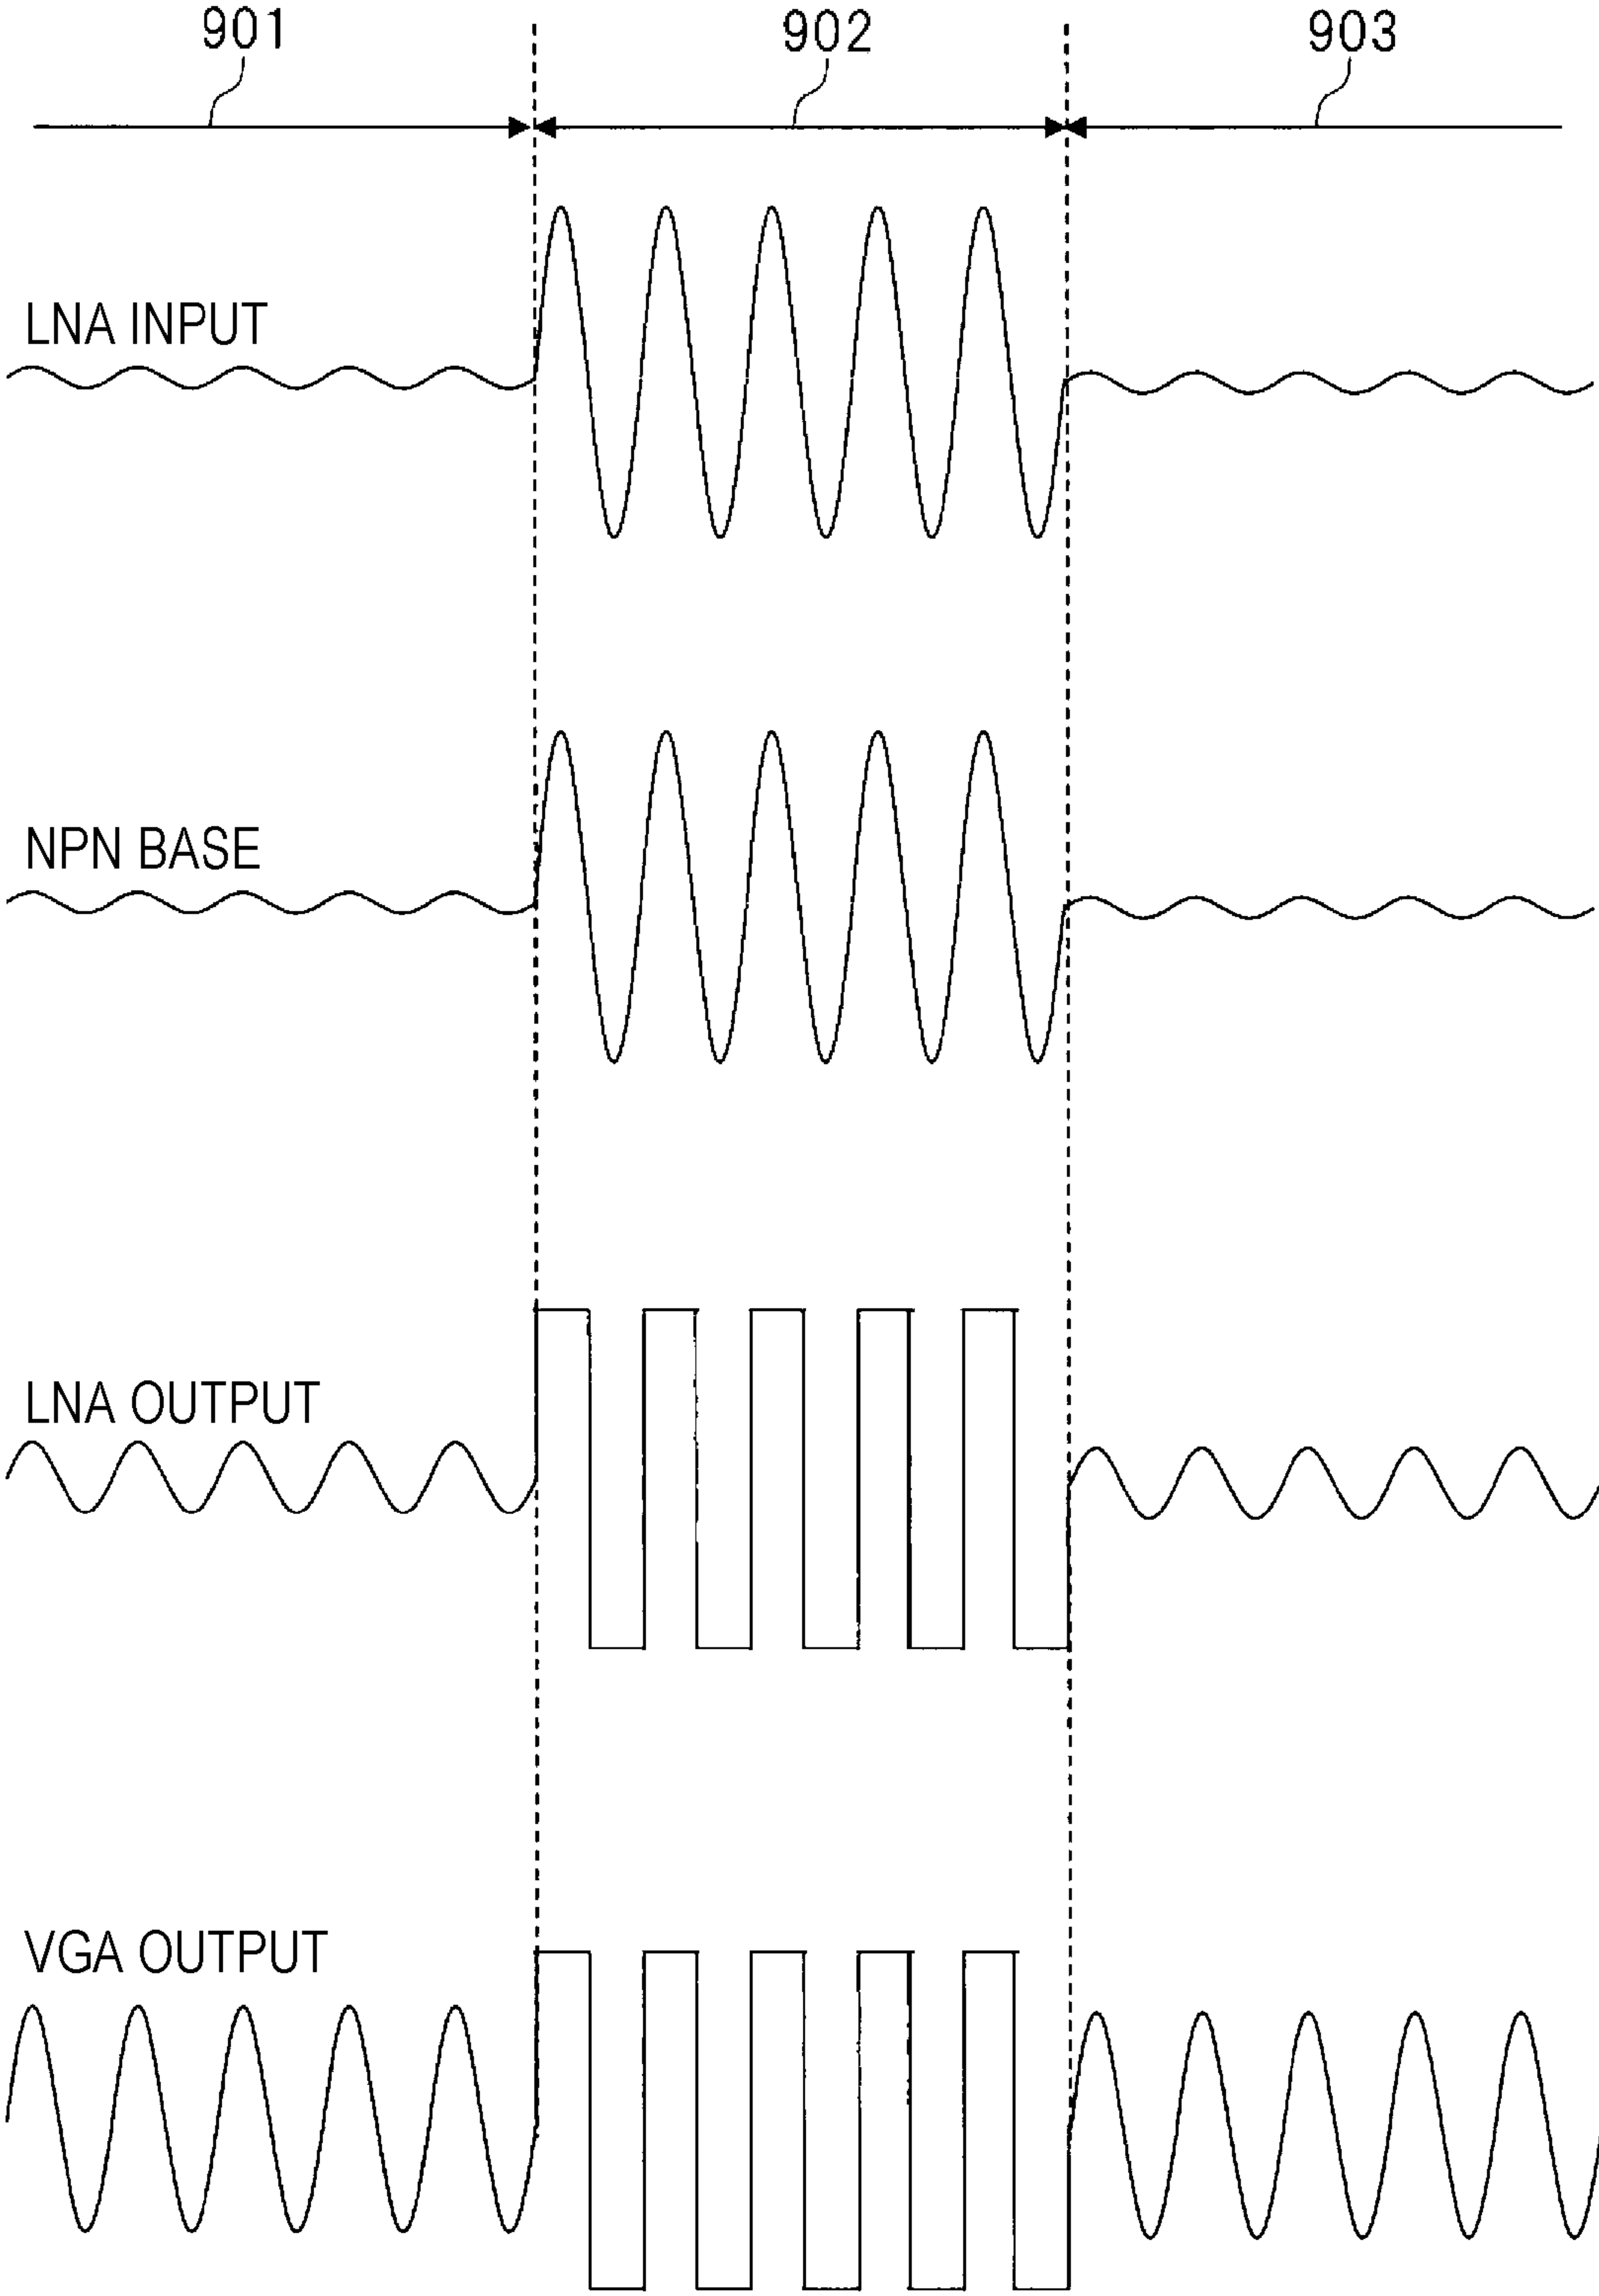 901
902
903
LNA INPUT
NPN BASE
LNA OUTPUT
VGA OUTPUT